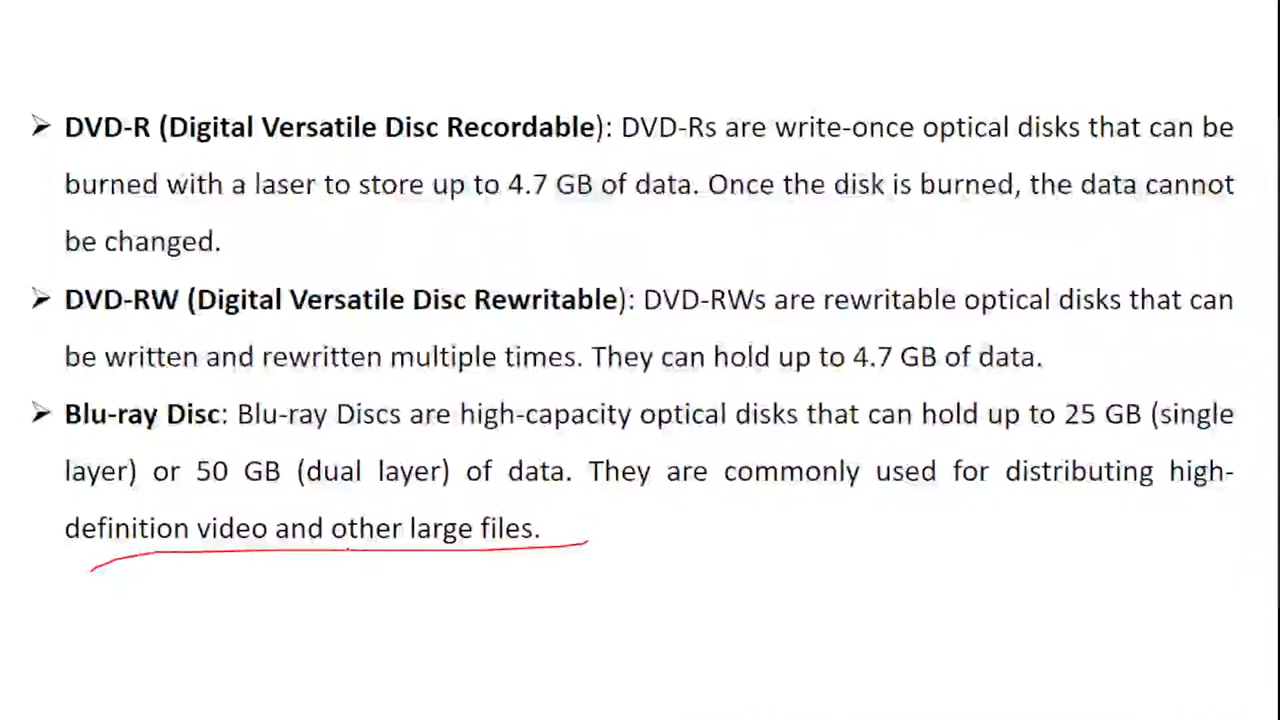 ➤ DVD-R (Digital Versatile Disc Recordable): DVD-Rs are write-once optical disks that can be
burned with a laser to store up to 4.7 GB of data. Once the disk is burned, the data cannot
be changed.
➤ DVD-RW (Digital Versatile Disc Rewritable): DVD-RWs are rewritable optical disks that can
be written and rewritten multiple times. They can hold up to 4.7 GB of data.
➤ Blu-ray Disc: Blu-ray Discs are high-capacity optical disks that can hold up to 25 GB (single
layer) or 50 GB (dual layer) of data. They are commonly used for distributing high-
definition video and other large files.